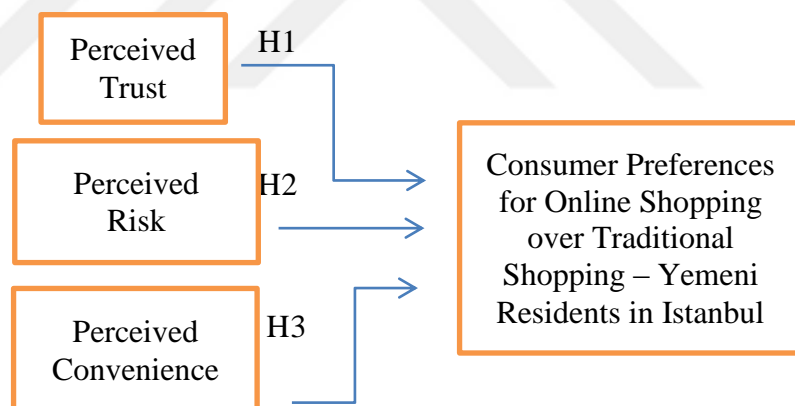 Perceived
Trust
H1
Perceived
Risk
H2
Perceived
Convenience
H3
Consumer Preferences
for Online Shopping
over Traditional
Shopping – Yemeni
Residents in Istanbul